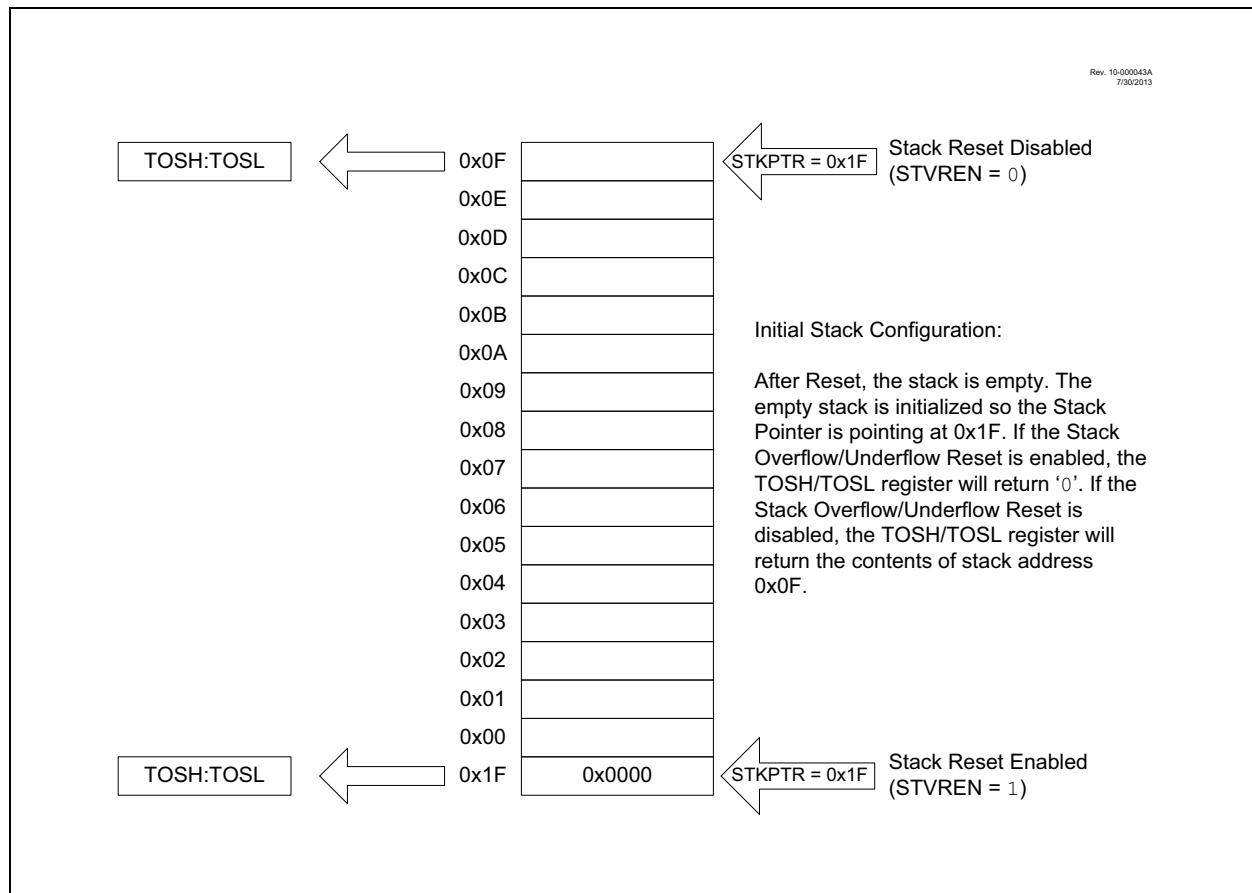 Rev. 10-000043A
7/30/2013
TOSH:TOSL
0x0F
STKPTR = 0x1F
Stack Reset Disabled
(STVREN = 0)
0x0E
0x0D
0x0C
0x0B
0x0A
0x09
0x08
0x07
0x06
0x05
0x04
0x03
0x02
0x01
0x00
Initial Stack Configuration:
After Reset, the stack is empty. The
empty stack is initialized so the Stack
Pointer is pointing at 0x1F. If the Stack
Overflow/Underflow Reset is enabled, the
TOSH/TOSL register will return ‘0’. If the
Stack Overflow/Underflow Reset is
disabled, the TOSH/TOSL register will
return the contents of stack address
0x0F.
TOSH:TOSL
0x1F
0x0000
STKPTR = 0x1F
Stack Reset Enabled
(STVREN = 1)